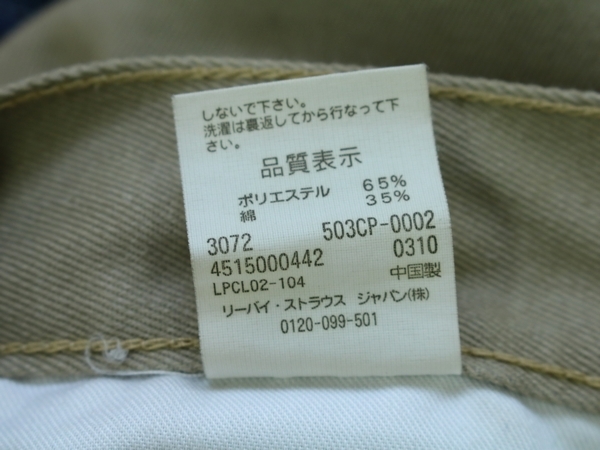 しないで下さい。
洗濯は裏返してから行なって下
さい。
品質表示
ポリエステル 65%
綿 35%
3072 503CP-0002
4515000442 0310
LPCL02-104 中国製
リーバイ・ストラウス ジャパン(株)
0120-099-501